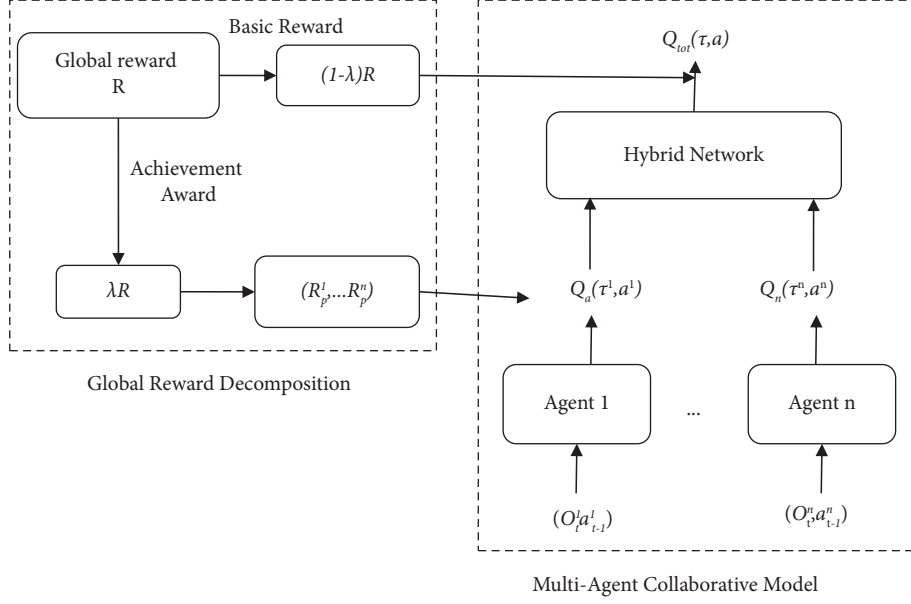 Basic Reward
Global reward
R
(1-λ)R
Achievement
Award
λR
(R_p^1,...R_p^n)
Global Reward Decomposition
Q_tot(τ,a)
Hybrid Network
Q_a(τ^1,a^1)
Q_n(τ^n,a^n)
Agent 1
...
Agent n
(O_t^1a_{t-1}^1)
(O_t^n,a_{t-1}^n)
Multi-Agent Collaborative Model